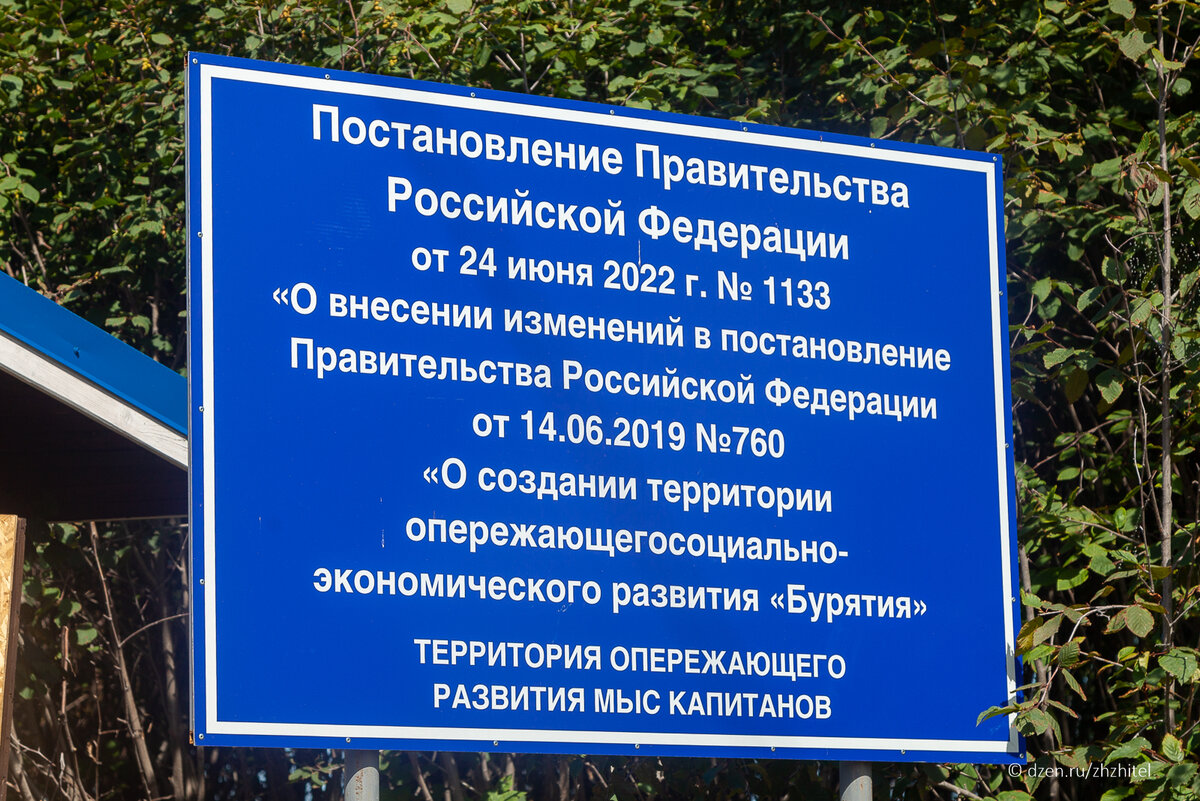 Постановление Правительства
Российской Федерации
от 24 июня 2022 г. № 1133
«О внесении изменений в постановление
Правительства Российской Федерации
от 14.06.2019 №760
«О создании территории
опережающегосоциально-
экономического развития «Бурятия»
ТЕРРИТОРИЯ ОПЕРЕЖАЮЩЕГО
РАЗВИТИЯ МЫС КАПИТАНОВ
© dzen.ru/zhzhitel